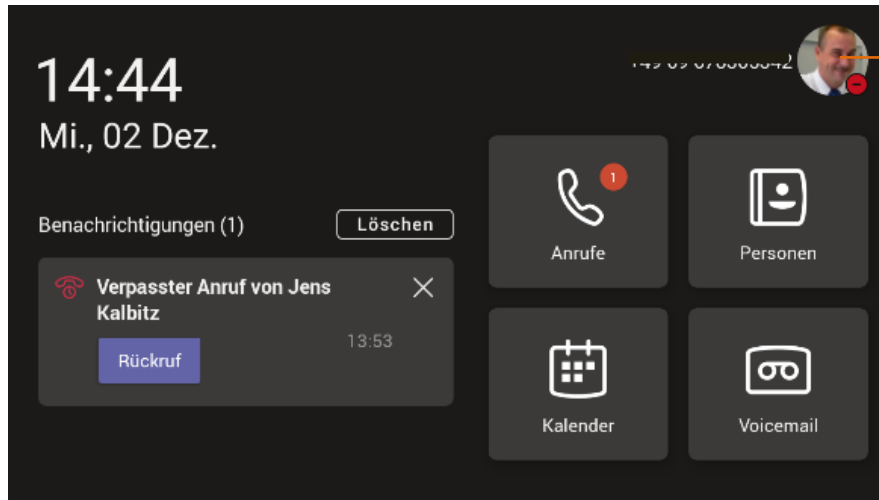 14:44
Mi., 02 Dez.
Benachrichtigungen (1)
Löschen
Verpasster Anruf von Jens
Kalbitz
13:53
Rückruf
1
Anrufe
Personen
Kalender
Voicemail